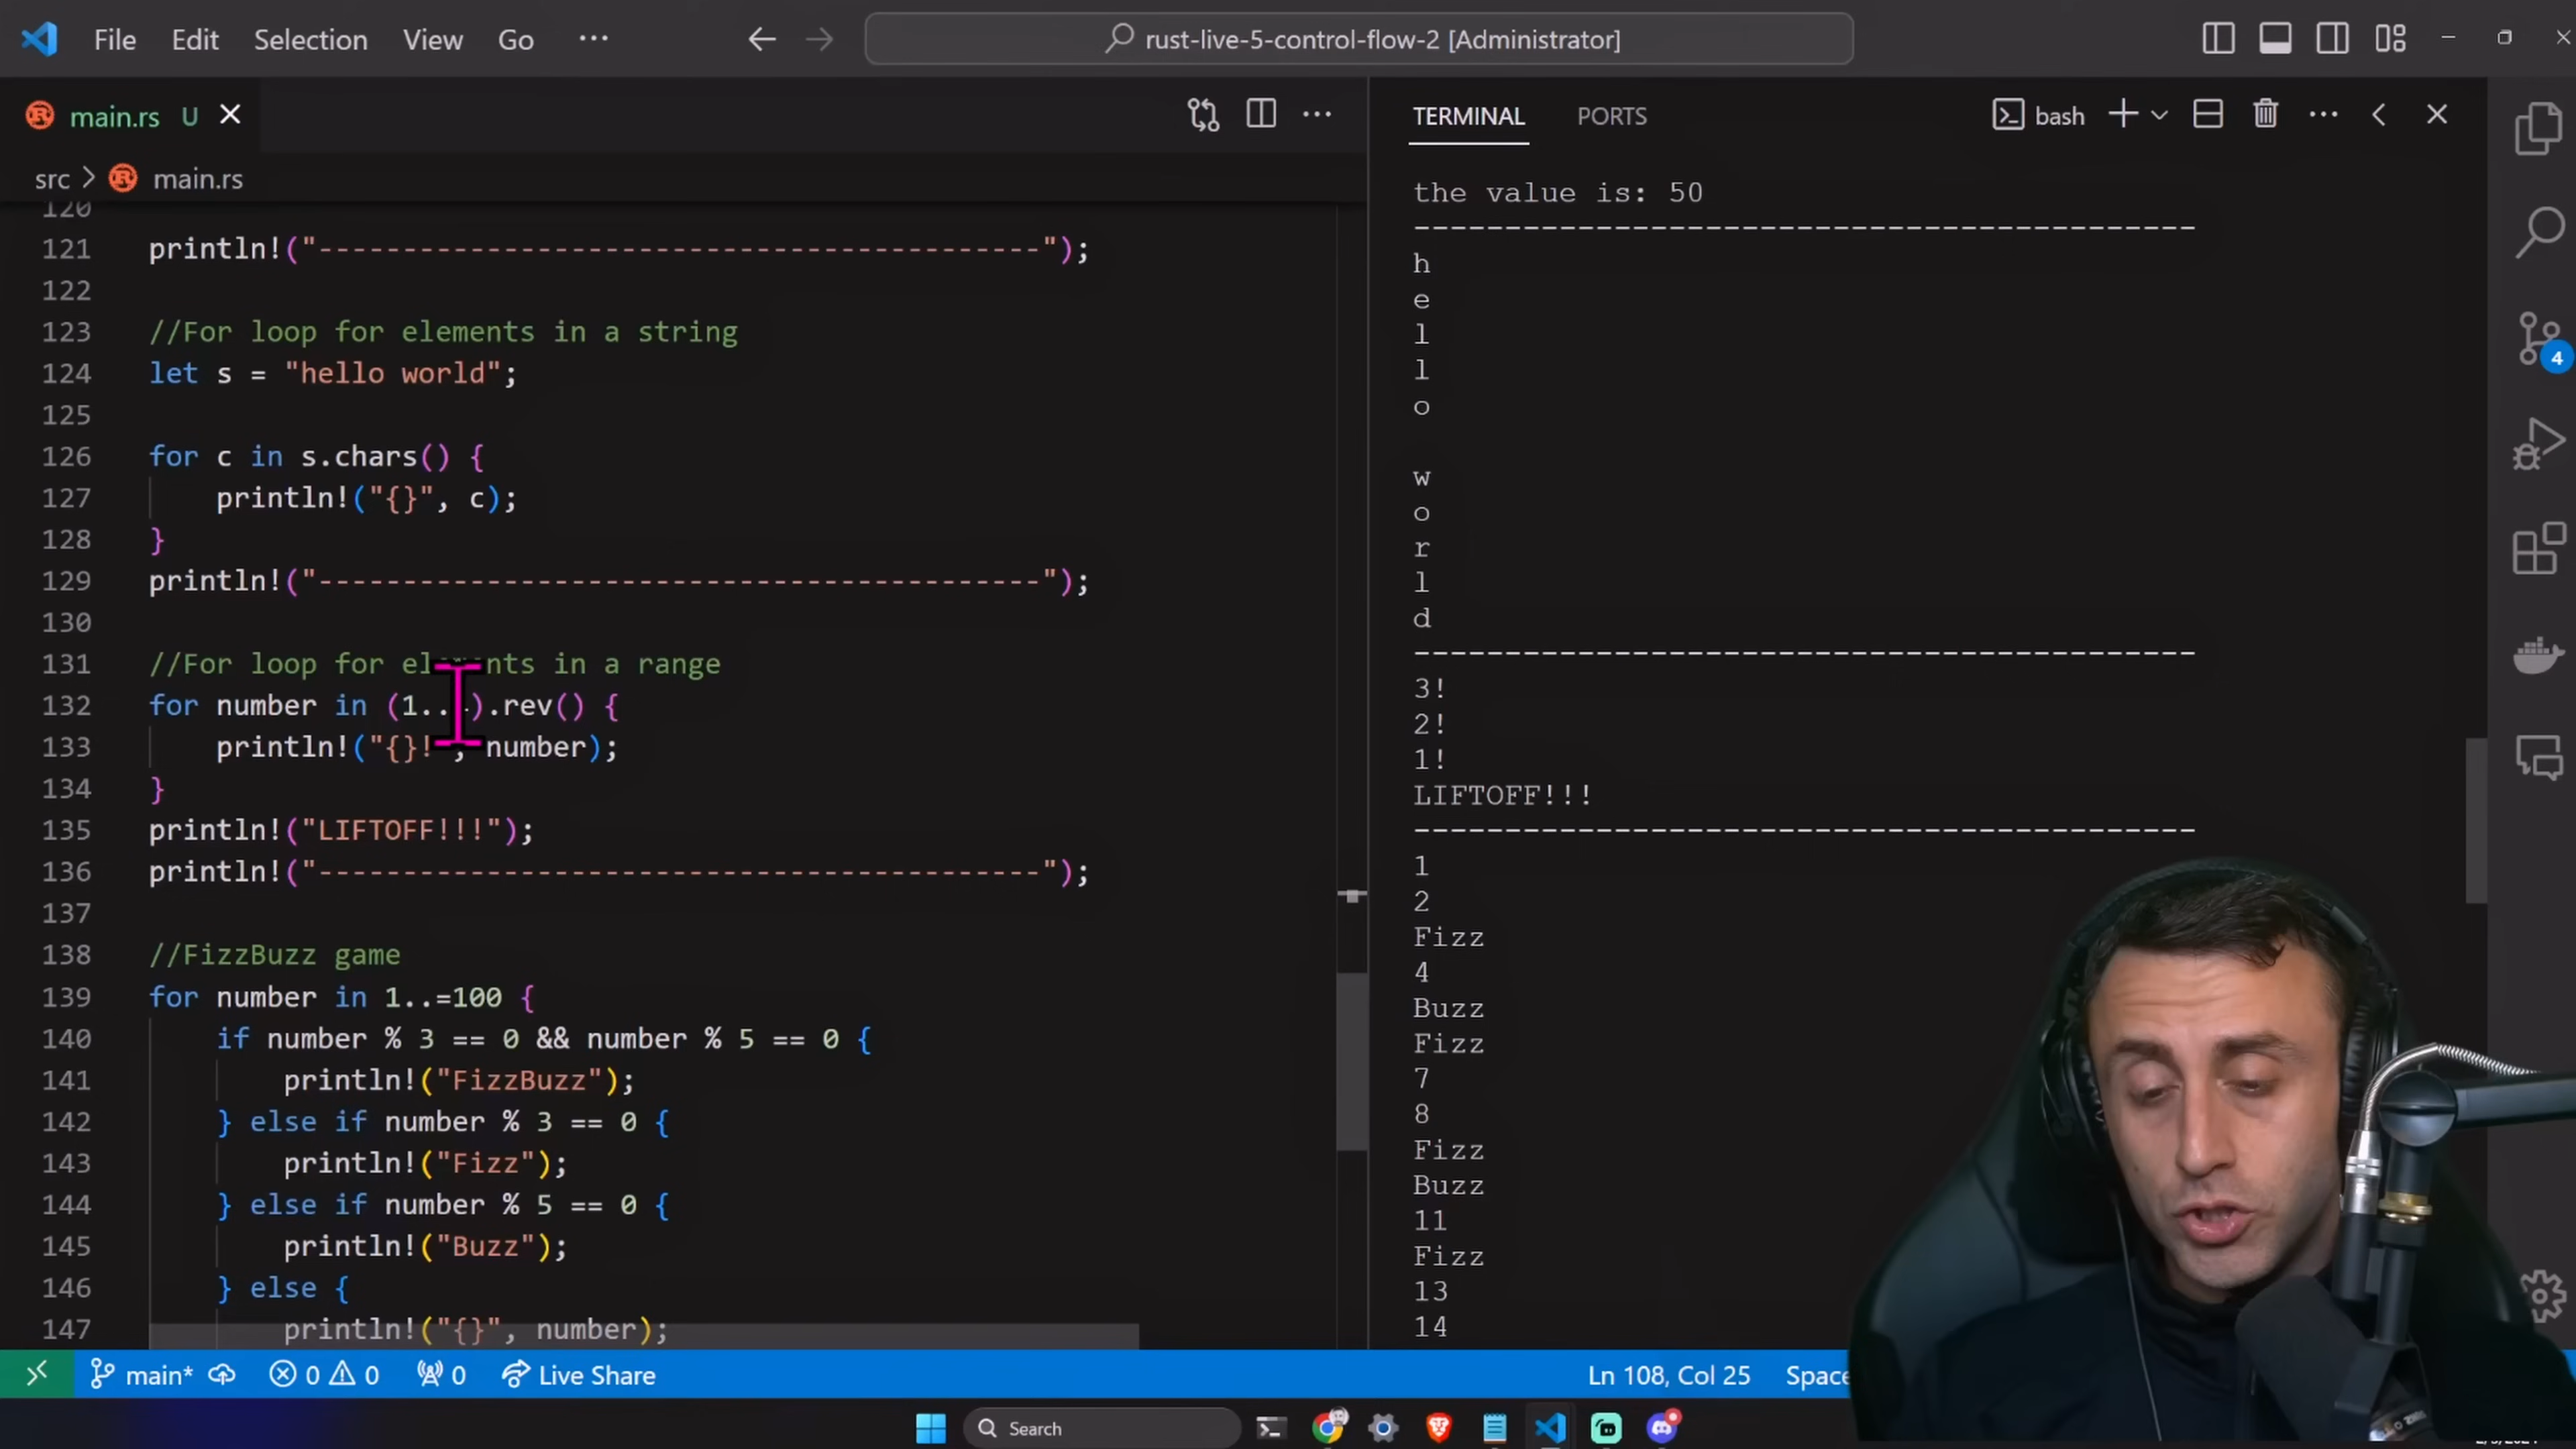 File Edit Selection View Go ···
rust-live-5-control-flow-2 [Administrator]
main.rs U
src > main.rs
120
121 println!("-------------------------------------------");
122
123 //For loop for elements in a string
124 let s = "hello world";
125
126 for c in s.chars() {
127 println!("{}", c);
128 }
129 println!("-------------------------------------------");
130
131 //For loop for elements in a range
132 for number in (1.. ).rev() {
133 println!("{}! , number);
134 }
135 println!("LIFTOFF!!!");
136 println!("-------------------------------------------");
137
138 //FizzBuzz game
139 for number in 1..=100 {
140 if number % 3 == 0 && number % 5 == 0 {
141 println!("FizzBuzz");
142 } else if number % 3 == 0 {
143 println!("Fizz");
144 } else if number % 5 == 0 {
145 println!("Buzz");
146 } else {
147 println!("{}", number);
TERMINAL PORTS
bash
the value is: 50
-------------------------------------------
h
e
l
l
o
w
o
r
l
d
-------------------------------------------
3!
2!
1!
LIFTOFF!!!
-------------------------------------------
1
2
Fizz
4
Buzz
Fizz
7
8
Fizz
Buzz
11
Fizz
13
14
4
main* 0 0 0 Live Share
Ln 108, Col 25
Search